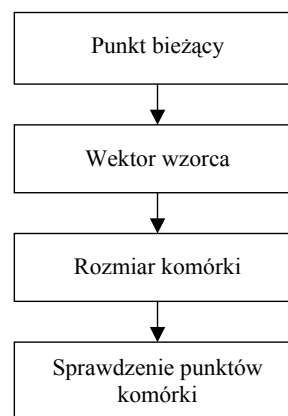 Punkt bieżący
Wektor wzorca
Rozmiar komórki
Sprawdzenie punktów
komórki